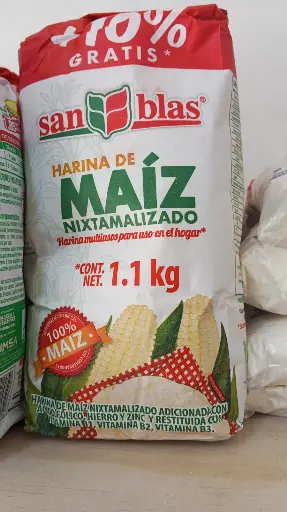 +10%
GRATIS*
san blas®
HARINA DE
MAÍZ
NIXTAMALIZADO
*Harina multiusos para uso en el hogar*
*CONT.
NET. 1.1 kg
100%
MAÍZ
HARINA DE MAÍZ NIXTAMALIZADO ADICIONADA CON
ÁCIDO FÓLICO, HIERRO Y ZINC Y RESTITUIDA CON
VITAMINA B1, VITAMINA B2, VITAMINA B3.